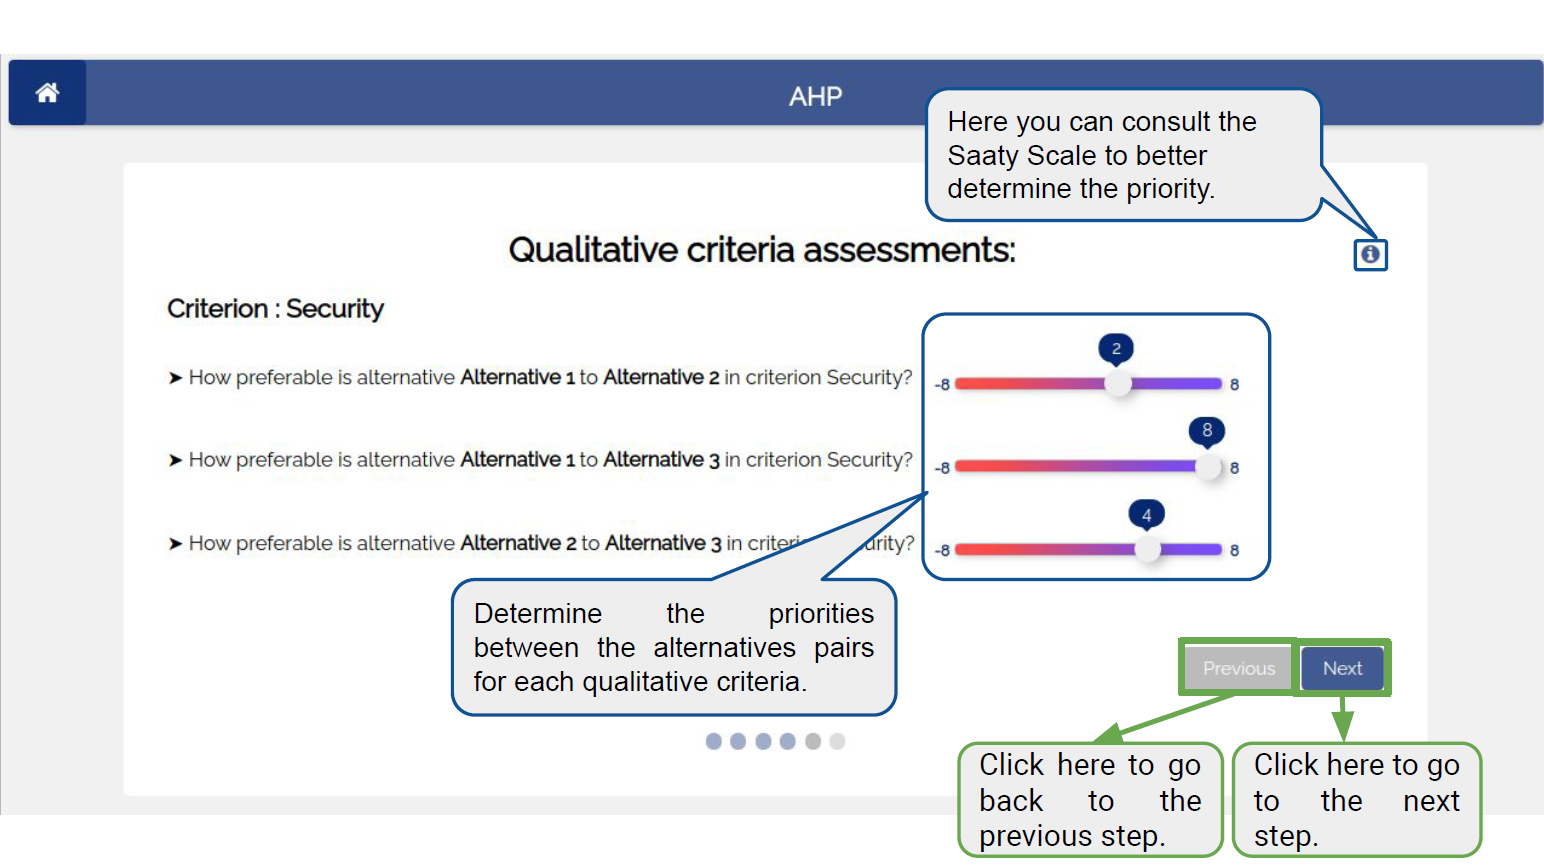 AHP
Here you can consult the
Saaty Scale to better
determine the priority.
Qualitative criteria assessments:
Criterion : Security
➤ How preferable is alternative Alternative 1 to Alternative 2 in criterion Security?
2
-8
8
➤ How preferable is alternative Alternative 1 to Alternative 3 in criterion Security?
8
-8
8
➤ How preferable is alternative Alternative 2 to Alternative 3 in
4
-8
8
Determine the priorities
between the alternatives pairs
for each qualitative criteria.
Previous
Next
Click here to go
back to the
previous step.
Click here to go
to the next
step.